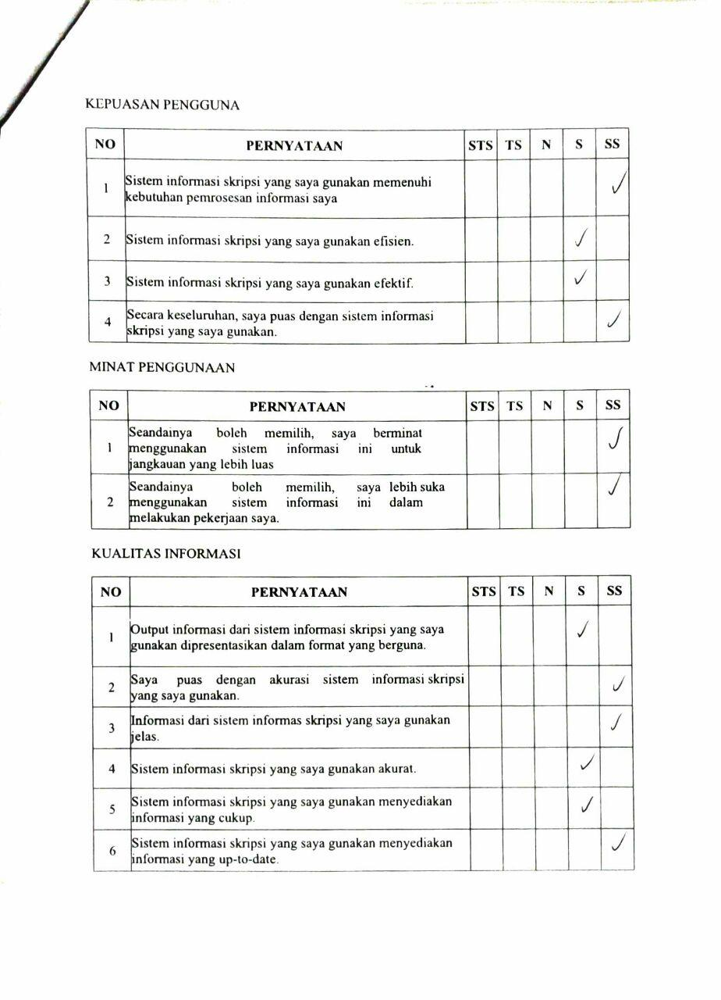 KEPUASAN PENGGUNA
NO PERNYATAAN STS TS N S SS
1 Sistem informasi skripsi yang saya gunakan memenuhi
kebutuhan pemrosesan informasi saya ✓
2 Sistem informasi skripsi yang saya gunakan efisien. ✓
3 Sistem informasi skripsi yang saya gunakan efektif. ✓
4 Secara keseluruhan, saya puas dengan sistem informasi
skripsi yang saya gunakan. ✓
MINAT PENGGUNAAN
NO PERNYATAAN STS TS N S SS
1 Seandainya boleh memilih, saya berminat
menggunakan sistem informasi ini untuk
jangkauan yang lebih luas ✓
2 Seandainya boleh memilih, saya lebih suka
menggunakan sistem informasi ini dalam
melakukan pekerjaan saya. ✓
KUALITAS INFORMASI
NO PERNYATAAN STS TS N S SS
1 Output informasi dari sistem informasi skripsi yang saya
gunakan dipresentasikan dalam format yang berguna. ✓
2 Saya puas dengan akurasi sistem informasi skripsi
yang saya gunakan. ✓
3 Informasi dari sistem informas skripsi yang saya gunakan
jelas. ✓
4 Sistem informasi skripsi yang saya gunakan akurat. ✓
5 Sistem informasi skripsi yang saya gunakan menyediakan
informasi yang cukup. ✓
6 Sistem informasi skripsi yang saya gunakan menyediakan
informasi yang up-to-date. ✓